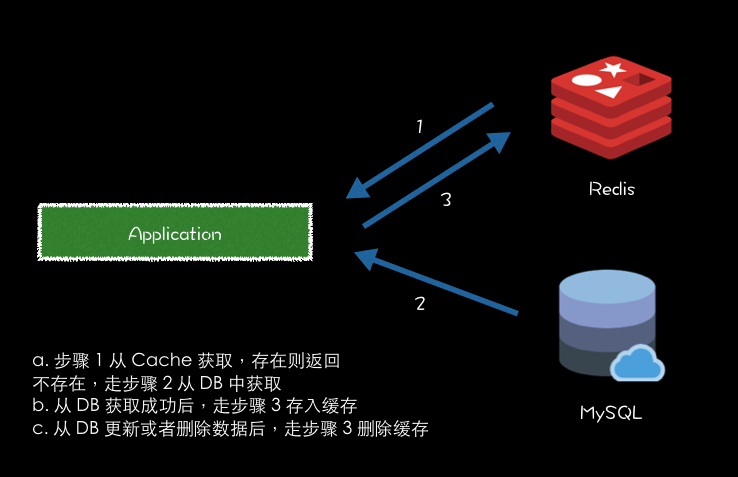 1
3
Redis
Application
2
MySQL
a. 步骤 1 从 Cache 获取，存在则返回
不存在，走步骤 2 从 DB 中获取
b. 从 DB 获取成功后，走步骤 3 存入缓存
c. 从 DB 更新或者删除数据后，走步骤 3 删除缓存